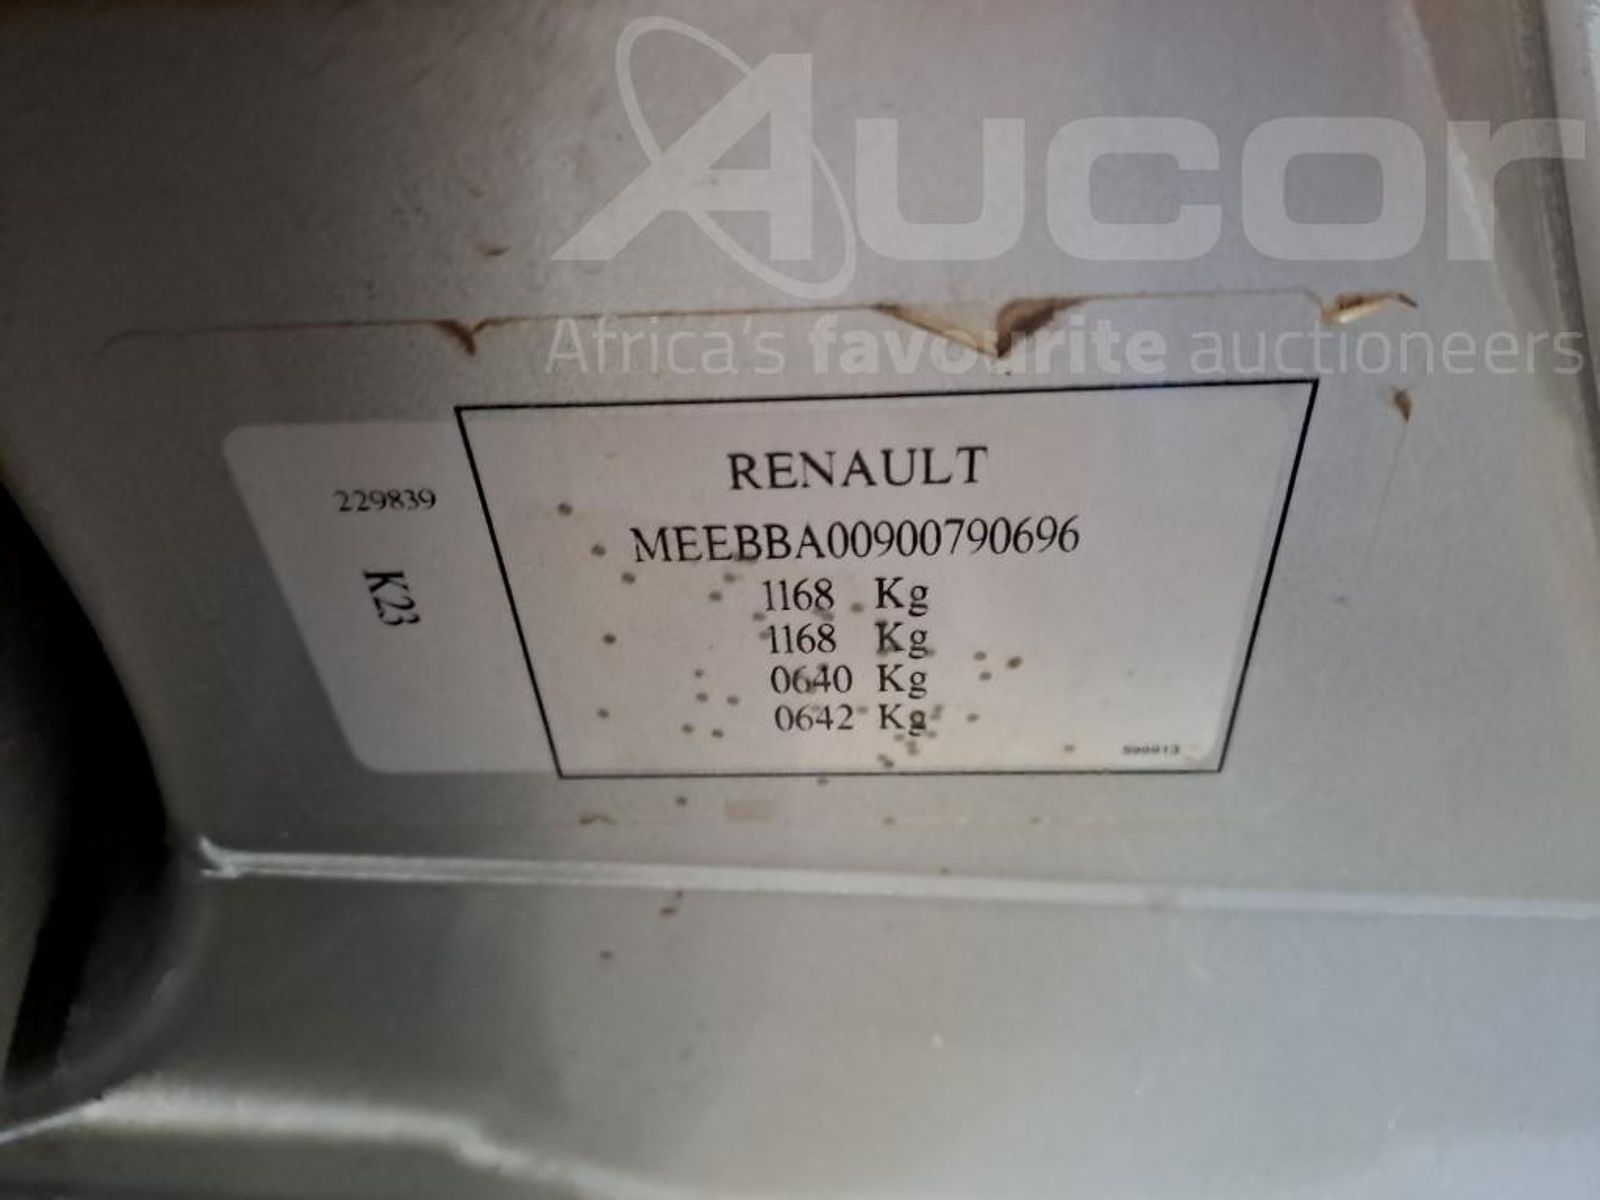 Aucor
Africa's favourite auctioneers
RENAULT
229839
MEEBBA00900790696
K23
1168 Kg
1168 Kg
0640 Kg
0642 Kg